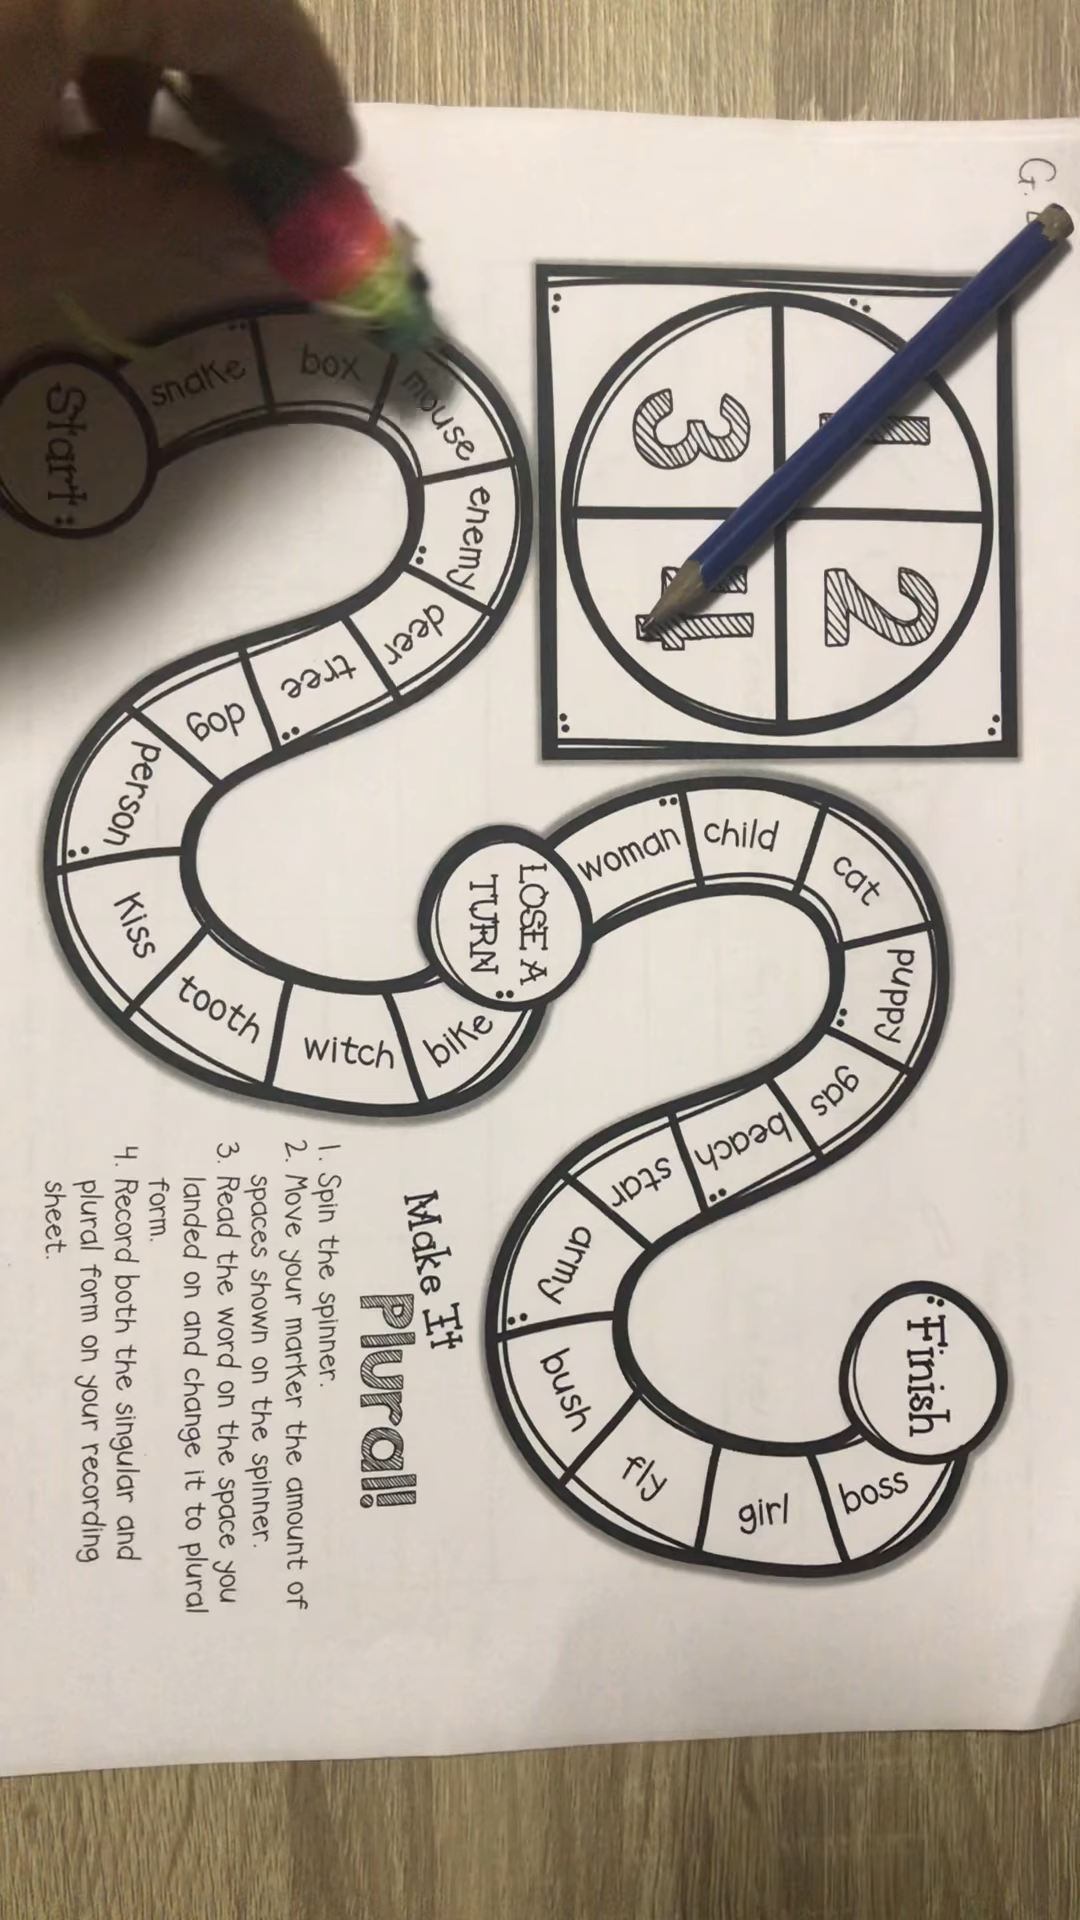 G.
1
2
3
4
Start:
snake
box
mouse
enemy
deer
tree
dog
person
kiss
tooth
witch
bike
LOSE A
TURN
woman
child
cat
puppy
gas
beach
star
army
bush
fly
girl
boss
Finish
Make It
Plural!
1. Spin the spinner.
2. Move your marker the amount of
spaces shown on the spinner.
3. Read the word on the space you
landed on and change it to plural
form.
4. Record both the singular and
plural form on your recording
sheet.